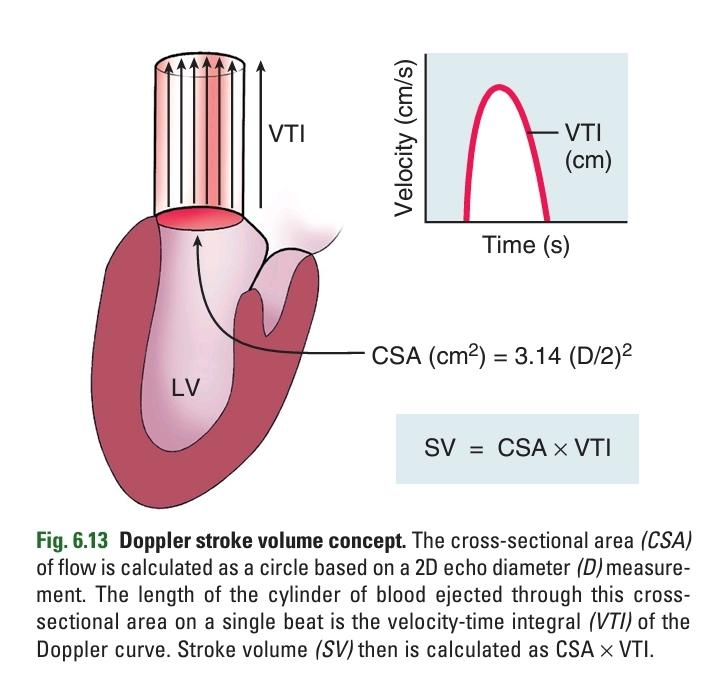 VTI
Velocity (cm/s)
VTI
(cm)
Time (s)
CSA (cm²) = 3.14 (D/2)²
LV
SV = CSA × VTI
Fig. 6.13 Doppler stroke volume concept. The cross-sectional area (CSA)
of flow is calculated as a circle based on a 2D echo diameter (D) measure-
ment. The length of the cylinder of blood ejected through this cross-
sectional area on a single beat is the velocity-time integral (VTI) of the
Doppler curve. Stroke volume (SV) then is calculated as CSA × VTI.